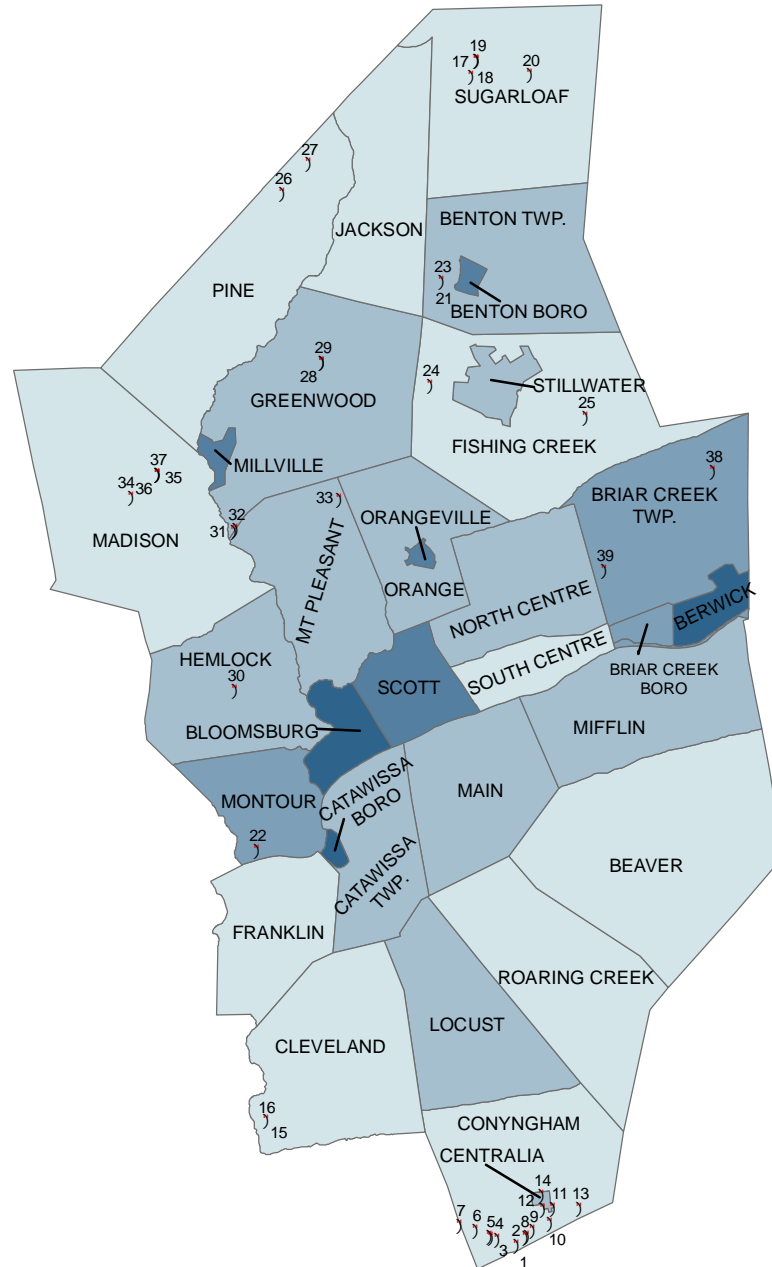 19
17
18
20
SUGARLOAF
27
26
JACKSON
BENTON TWP.
23
21
BENTON BORO
PINE
29
28
GREENWOOD
24
STILLWATER
25
FISHING CREEK
MILLVILLE
37
35
34
36
MADISON
38
BRIAR CREEK
TWP.
33
32
31
ORANGEVILLE
ORANGE
MT PLEASANT
39
NORTH CENTRE
BERWICK
SOUTH CENTRE
BRIAR CREEK
BORO
HEMLOCK
30
SCOTT
BLOOMSBURG
MIFFLIN
CATAWISSA
BORO
MAIN
MONTOUR
22
CATAWISSA
TWP.
BEAVER
FRANKLIN
ROARING CREEK
LOCUST
CLEVELAND
16
15
CONYNGHAM
CENTRALIA
14
12
11
13
7
6
5
4
3
2
8
9
10
1